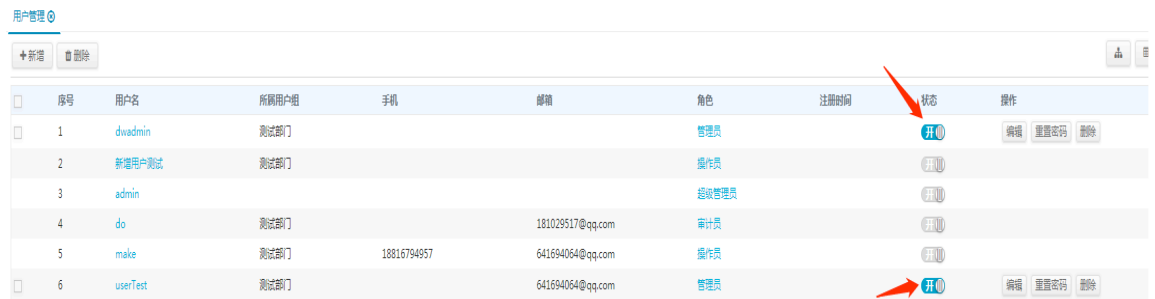 用户管理
新增 删除
序号 用户名 所属用户组 手机 邮箱 角色 注册时间 状态 操作
1 dwadmin 测试部门 管理员 开 编辑 重置密码 删除
2 新增用户测试 测试部门 操作员 开
3 admin 超级管理员 开
4 do 测试部门 181029517@qq.com 审计员 开
5 make 测试部门 18816794957 641694064@qq.com 操作员 开
6 userTest 测试部门 641694064@qq.com 管理员 开 编辑 重置密码 删除